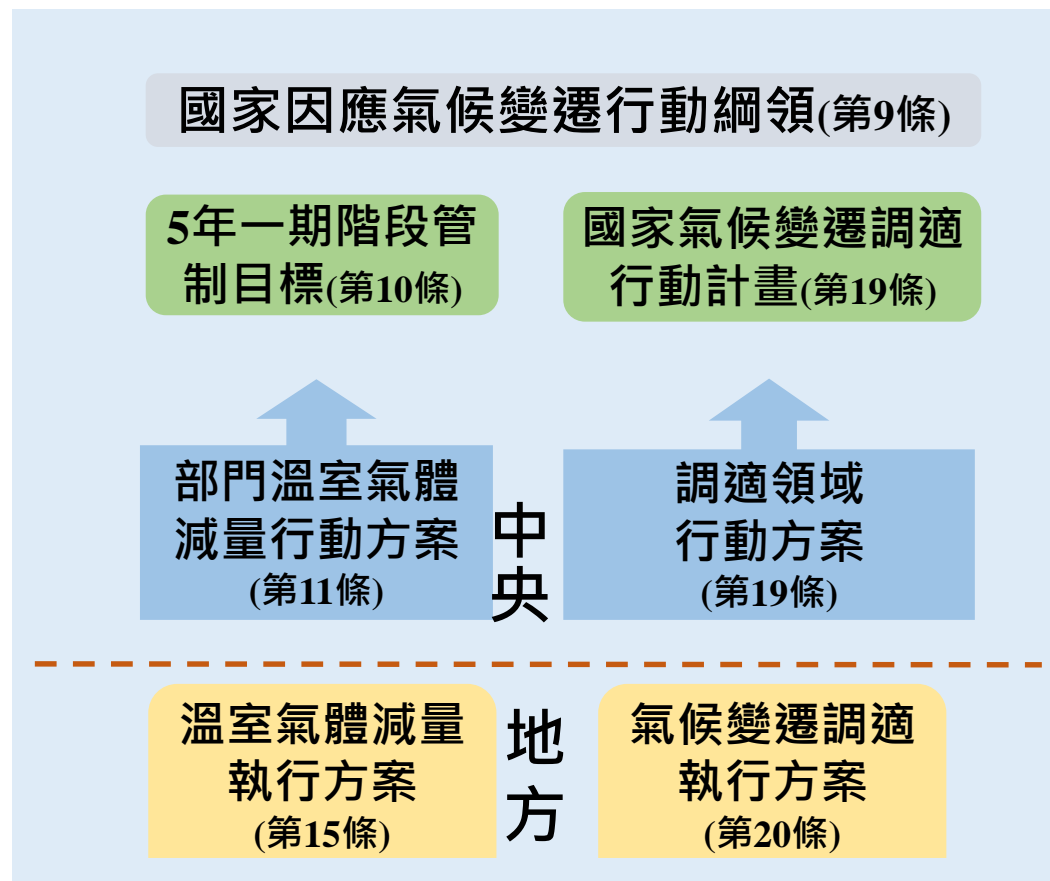 國家因應氣候變遷行動綱領(第9條)
5年一期階段管
制目標(第10條)
國家氣候變遷調適
行動計畫(第19條)
部門溫室氣體
減量行動方案
(第11條)
中
央
調適領域
行動方案
(第19條)
溫室氣體減量
執行方案
(第15條)
地
方
氣候變遷調適
執行方案
(第20條)